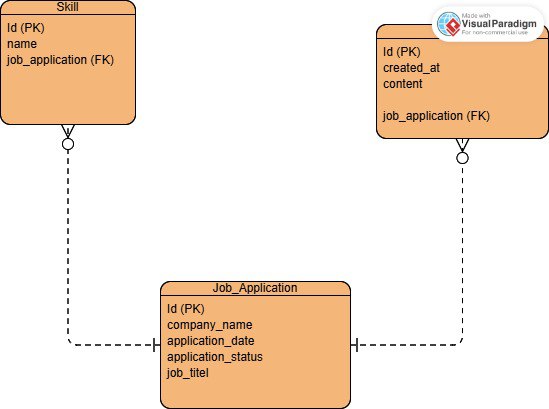 Skill
Id (PK)
name
job_application (FK)
Made with
Visual Paradigm
For non-commercial use
Id (PK)
created_at
content
job_application (FK)
Job_Application
Id (PK)
company_name
application_date
application_status
job_titel